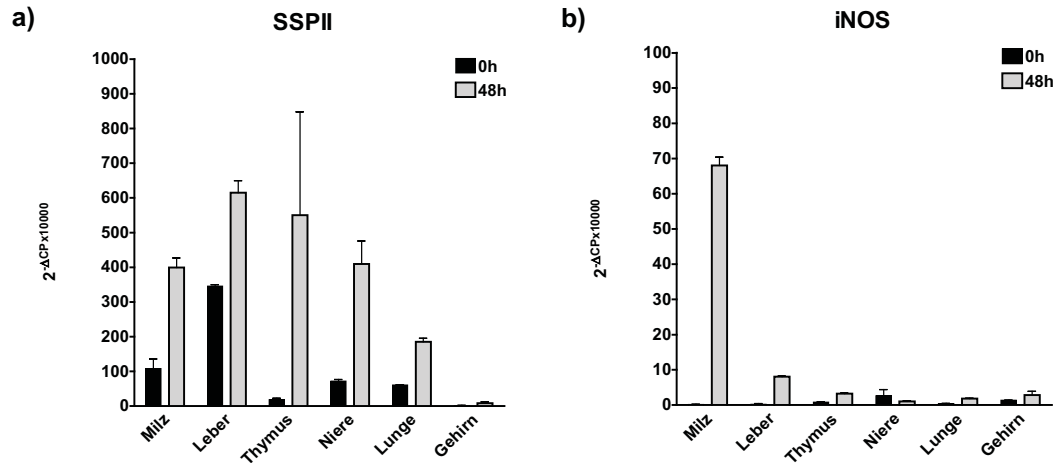 a)
SSPII
0h
48h
1000
900
800
700
600
500
400
300
200
100
0
2-ΔCPx10000
Milz
Leber
Thymus
Niere
Lunge
Gehirn
b)
iNOS
0h
48h
100
90
80
70
60
50
40
30
20
10
0
2-ΔCPx10000
Milz
Leber
Thymus
Niere
Lunge
Gehirn